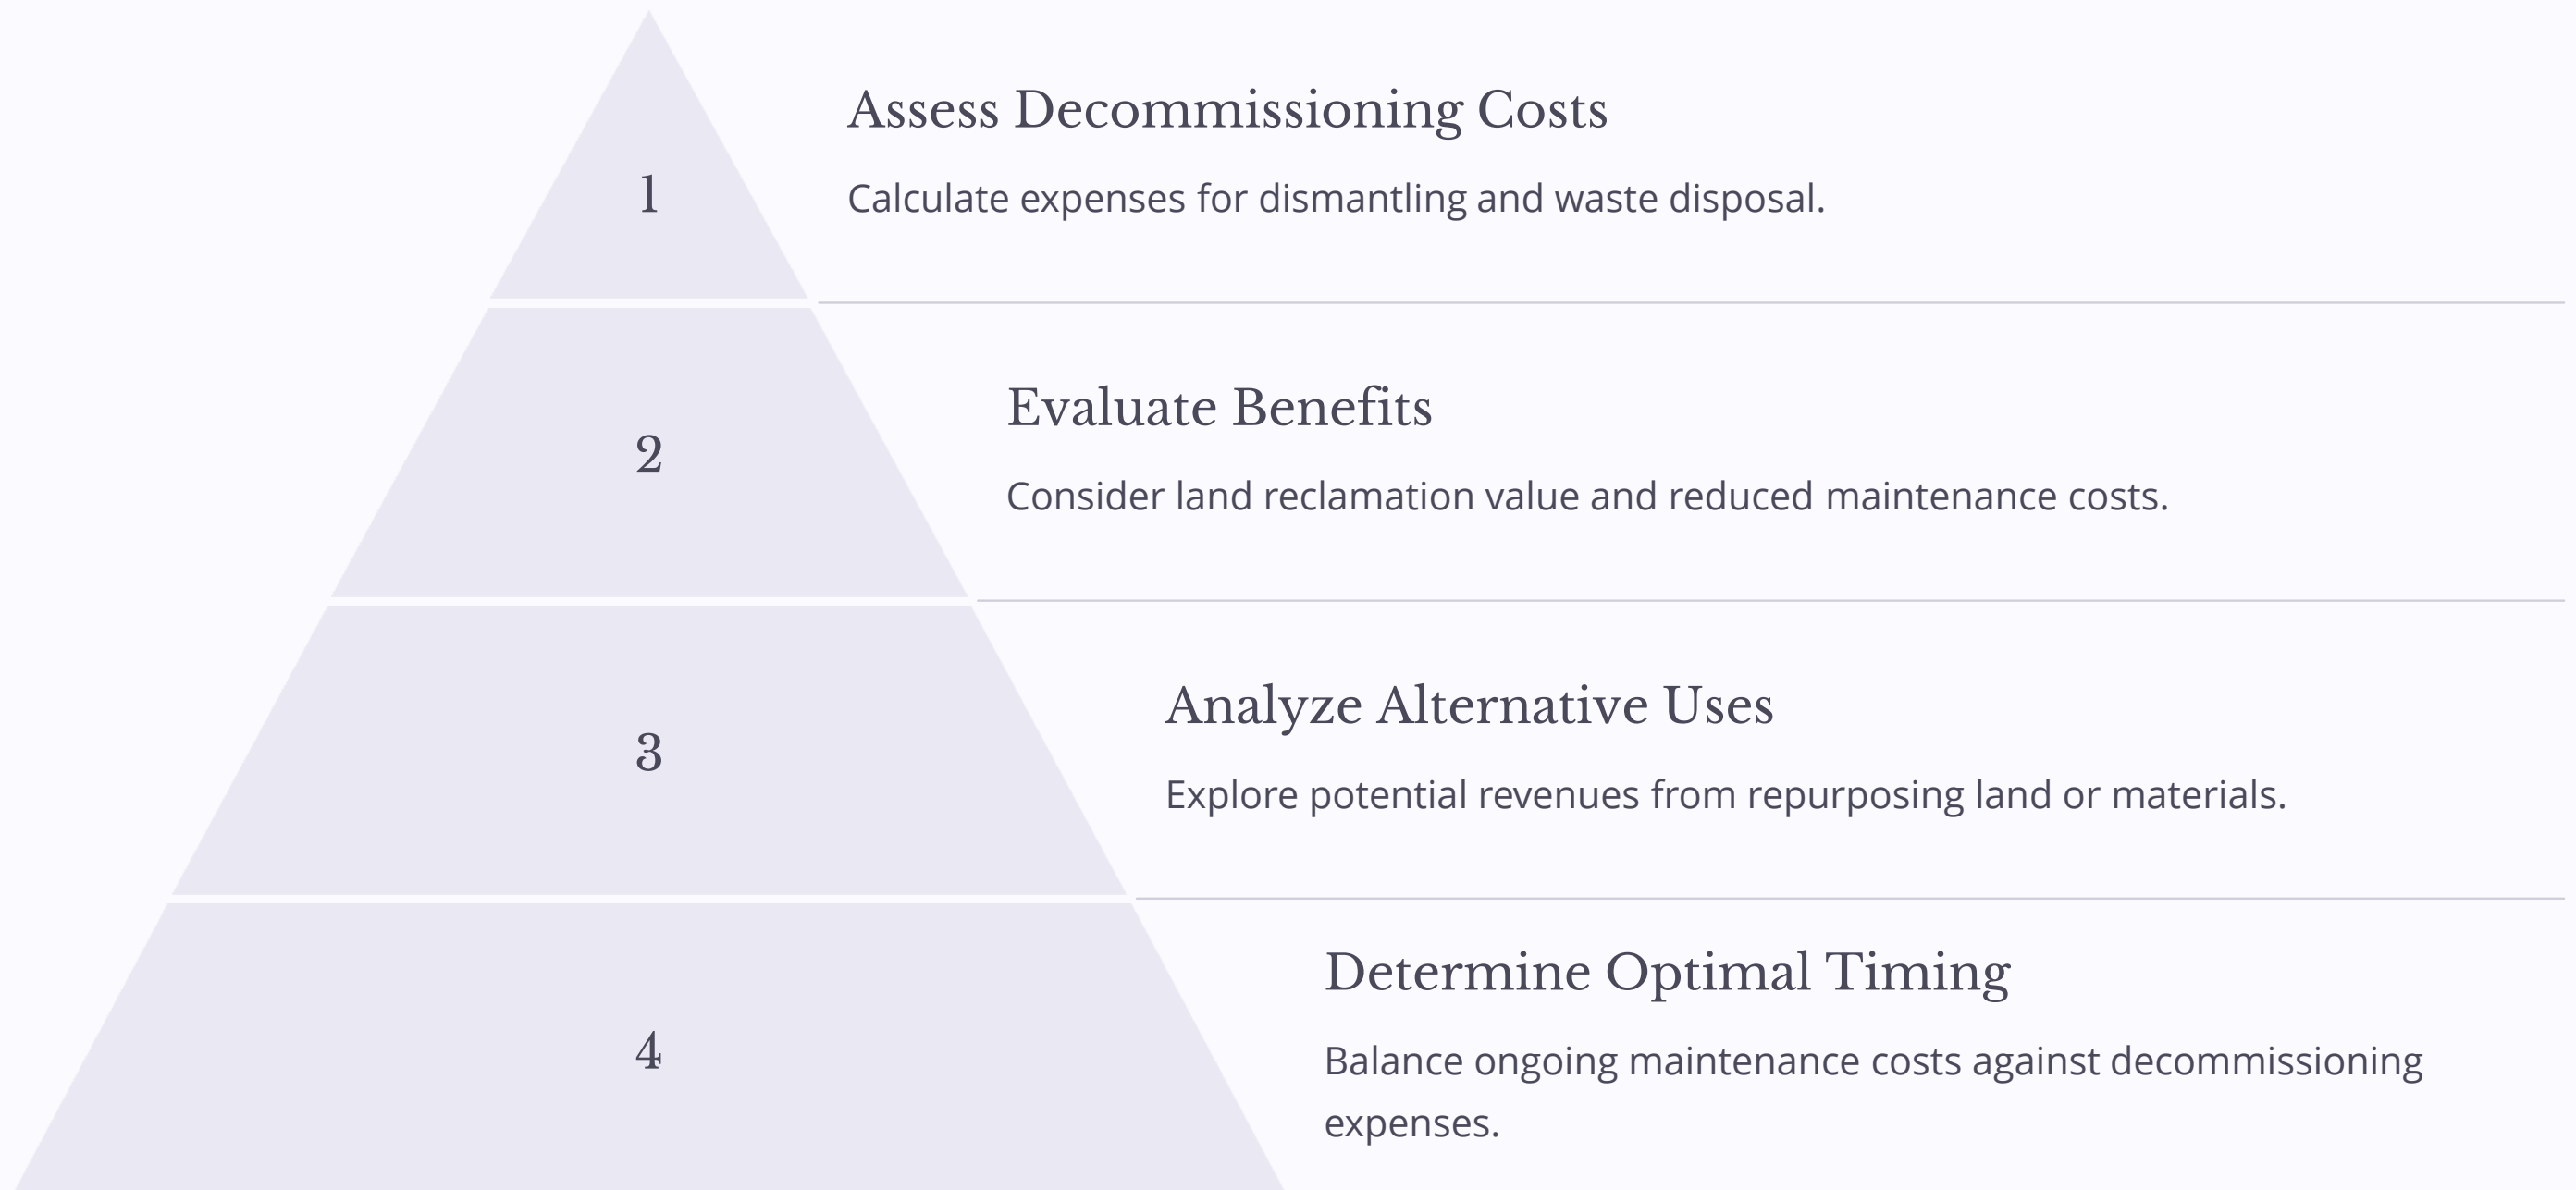 1
Assess Decommissioning Costs
Calculate expenses for dismantling and waste disposal.
2
Evaluate Benefits
Consider land reclamation value and reduced maintenance costs.
3
Analyze Alternative Uses
Explore potential revenues from repurposing land or materials.
4
Determine Optimal Timing
Balance ongoing maintenance costs against decommissioning
expenses.